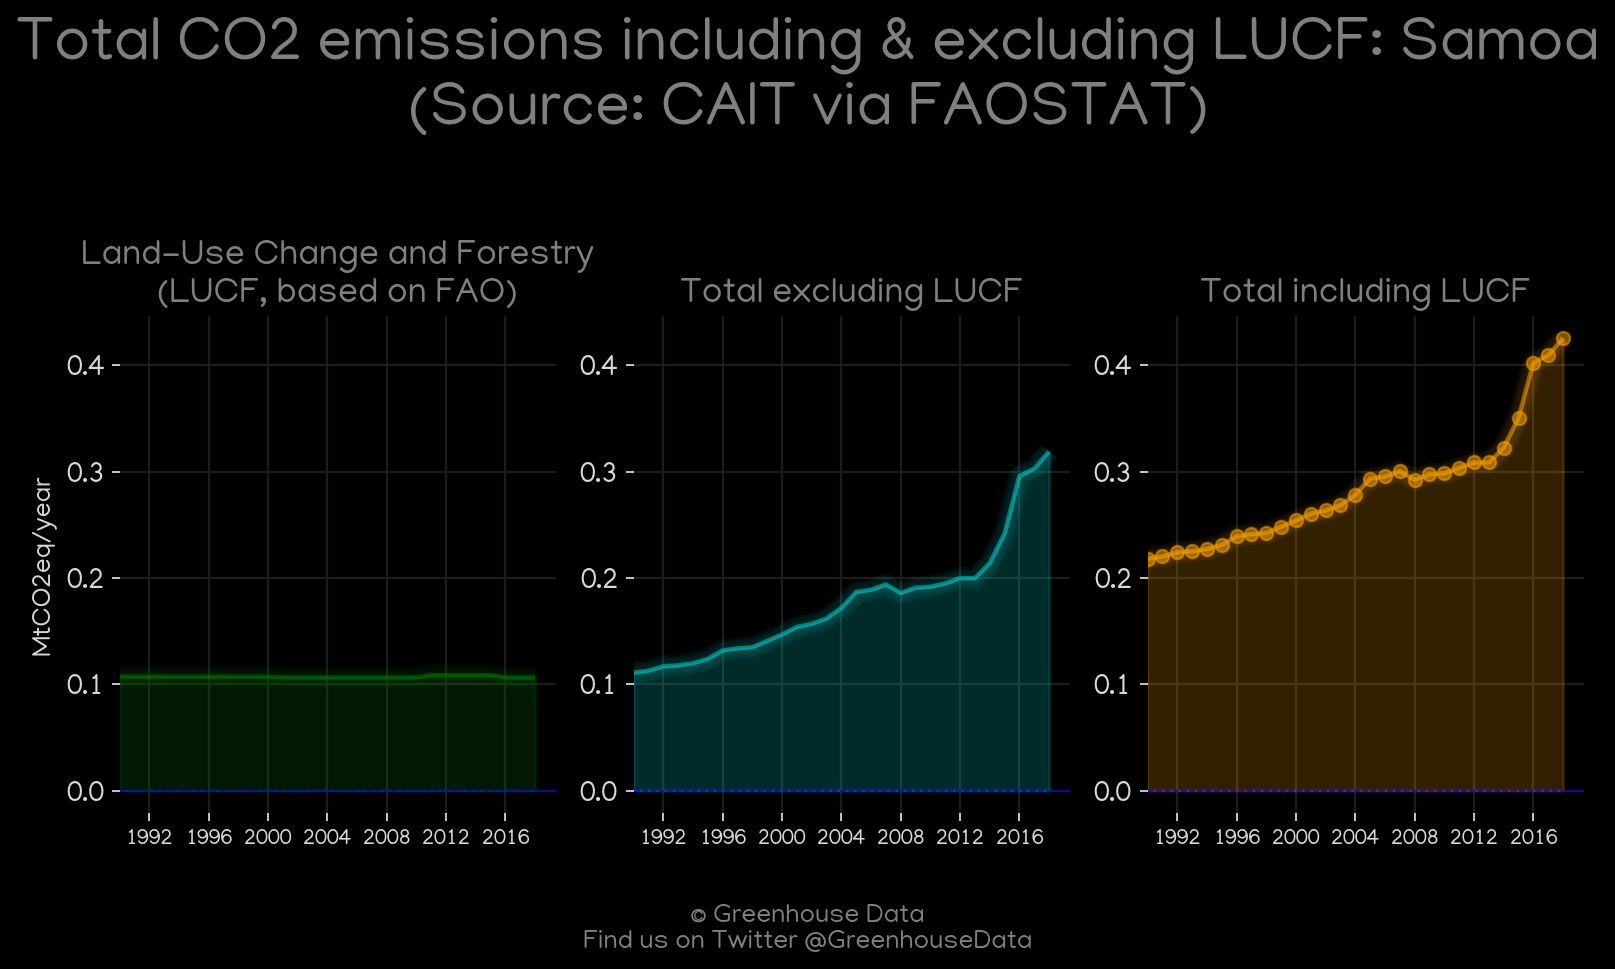 Total CO2 emissions including & excluding LUCF: Samoa
(Source: CAIT via FAOSTAT)
Land-Use Change and Forestry
(LUCF, based on FAO)
Total excluding LUCF
Total including LUCF
MtCO2eq/year
0.4
0.3
0.2
0.1
0.0
1992 1996 2000 2004 2008 2012 2016
0.4
0.3
0.2
0.1
0.0
1992 1996 2000 2004 2008 2012 2016
0.4
0.3
0.2
0.1
0.0
1992 1996 2000 2004 2008 2012 2016
© Greenhouse Data
Find us on Twitter @GreenhouseData